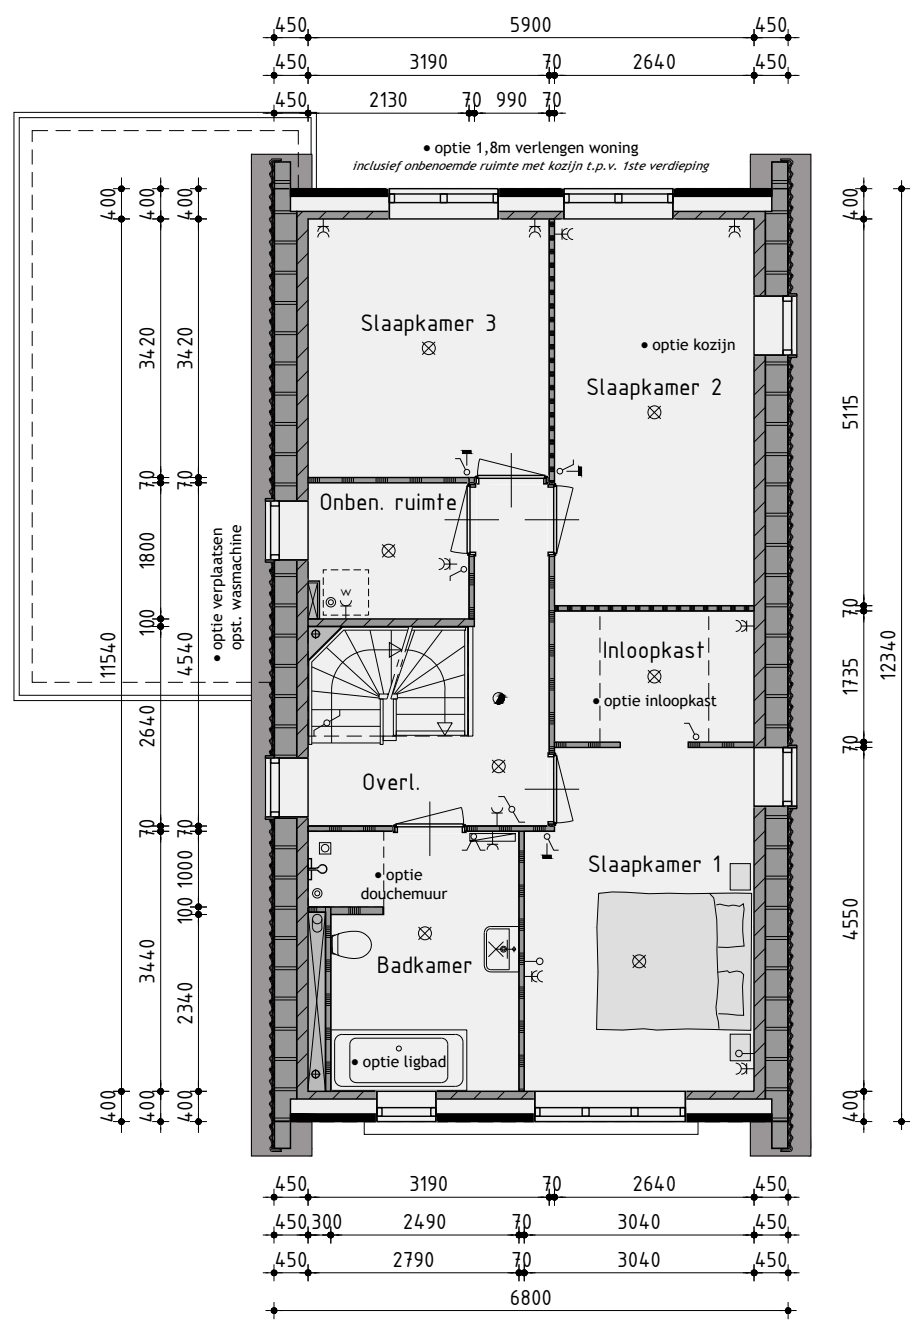 450 5900 450
450 3190 70 2640 450
450 2130 70 990 70
• optie 1,8m verlengen woning
inclusief onbenoemde ruimte met kozijn t.p.v. 1ste verdieping
400 400 400 400
Slaapkamer 3
3420 3420
• optie kozijn
Slaapkamer 2
5115
70 70
Onben. ruimte
1800
• optie verplaatsen
opst. wasmachine
W
100
70
11540
4540
Inloopkast
1735
12340
• optie inloopkast
2640
70
Overl.
70 70
1000
Slaapkamer 1
• optie
douchemuur
100
4550
3440
Badkamer
2340
• optie ligbad
400 400 400 400
450 3190 70 2640 450
450 300 2490 70 3040 450
450 2790 70 3040 450
6800